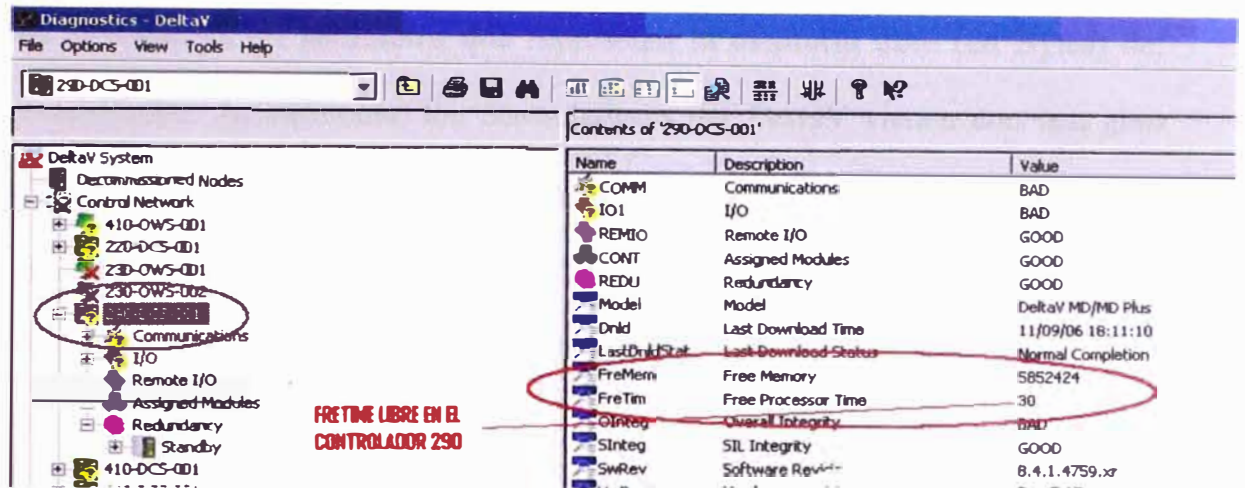 Diagnostics - DeltaV
File Options View Tools Help
290-DCS-001
Contents of '290-DCS-001'
DeltaV System
Decommissioned Nodes
Control Network
410-OWS-001
220-DCS-001
230-OWS-001
230-OWS-002
Communications
I/O
Remote I/O
Assigned Modules
Redundancy
Standby
410-DCS-001
FRETIME LIBRE EN EL
CONTROLADOR 290
Name Description Value
COMM Communications BAD
IO1 I/O BAD
REMIO Remote I/O GOOD
CONT Assigned Modules GOOD
REDU Redundancy GOOD
Model Model DeltaV MD/MD Plus
Dnld Last Download Time 11/09/06 18:11:10
LastDnldStat Last Download Status Normal Completion
FreMem Free Memory 5852424
FreTim Free Processor Time 30
OInteg Overall Integrity BAD
SInteg SIL Integrity GOOD
SwRev Software 8.4.1.4759.xr